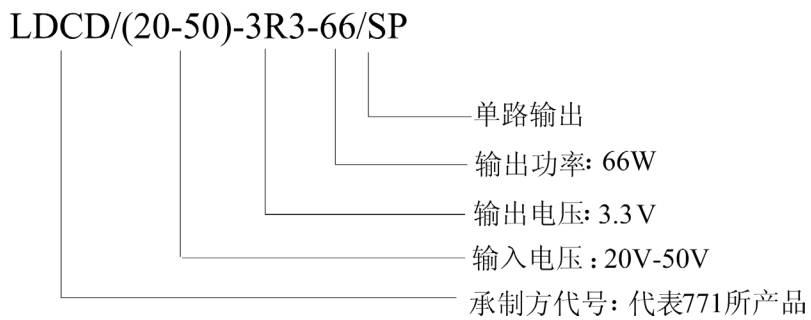 LDCD/(20-50)-3R3-66/SP
单路输出
输出功率：66W
输出电压：3.3V
输入电压：20V-50V
承制方代号：代表771所产品